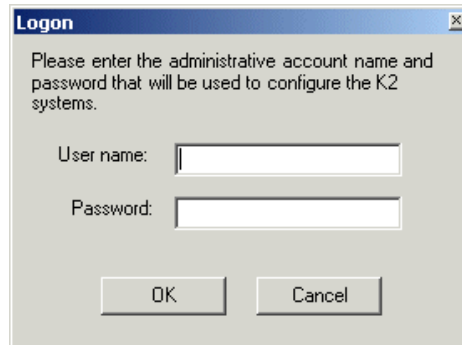 Logon
Please enter the administrative account name and
password that will be used to configure the K2
systems.
User name:
Password:
OK Cancel